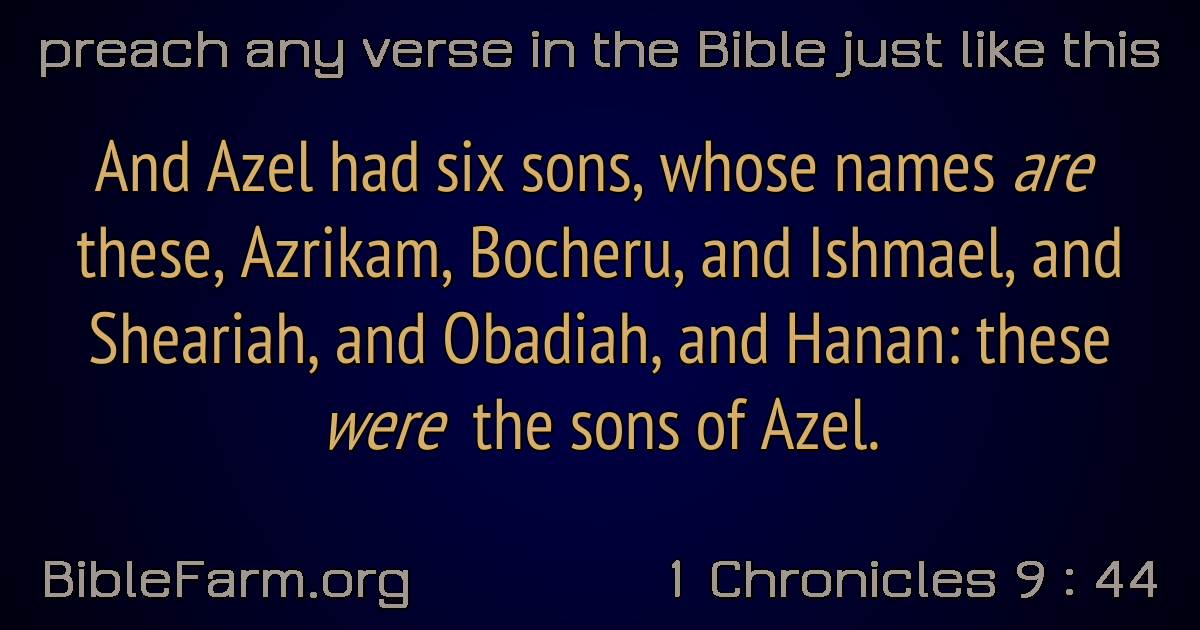 preach any verse in the Bible just like this
And Azel had six sons, whose names are
these, Azrikam, Bocheru, and Ishmael, and
Sheariah, and Obadiah, and Hanan: these
were the sons of Azel.
BibleFarm.org
1 Chronicles 9 : 44